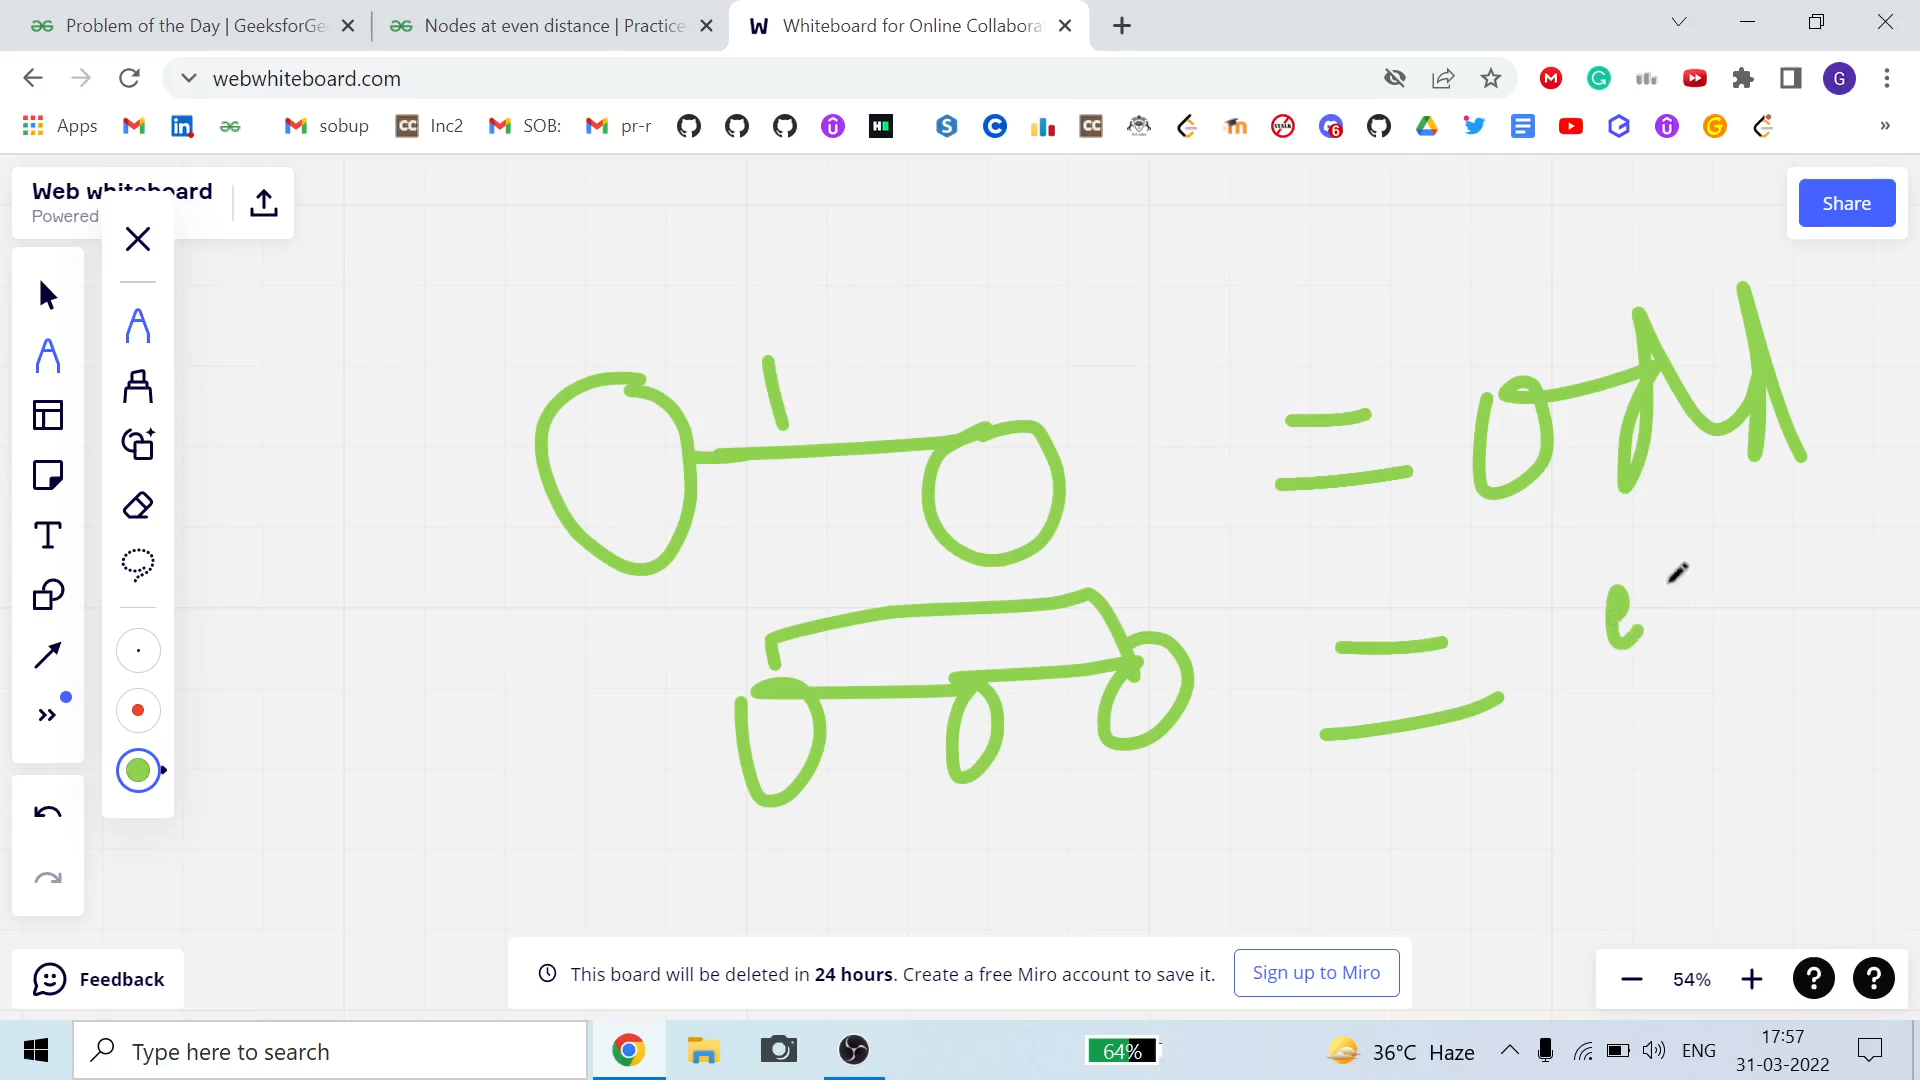 Problem of the Day | GeeksforGe
Nodes at even distance | Practice
Whiteboard for Online Collabora
webwhiteboard.com
G
Apps
sobup
Inc2
SOB:
pr-r
Web whiteboard
Powered
Share
1
= odd
= e
Feedback
This board will be deleted in 24 hours. Create a free Miro account to save it.
Sign up to Miro
54%
Type here to search
64%
36°C Haze
ENG
17:57
31-03-2022